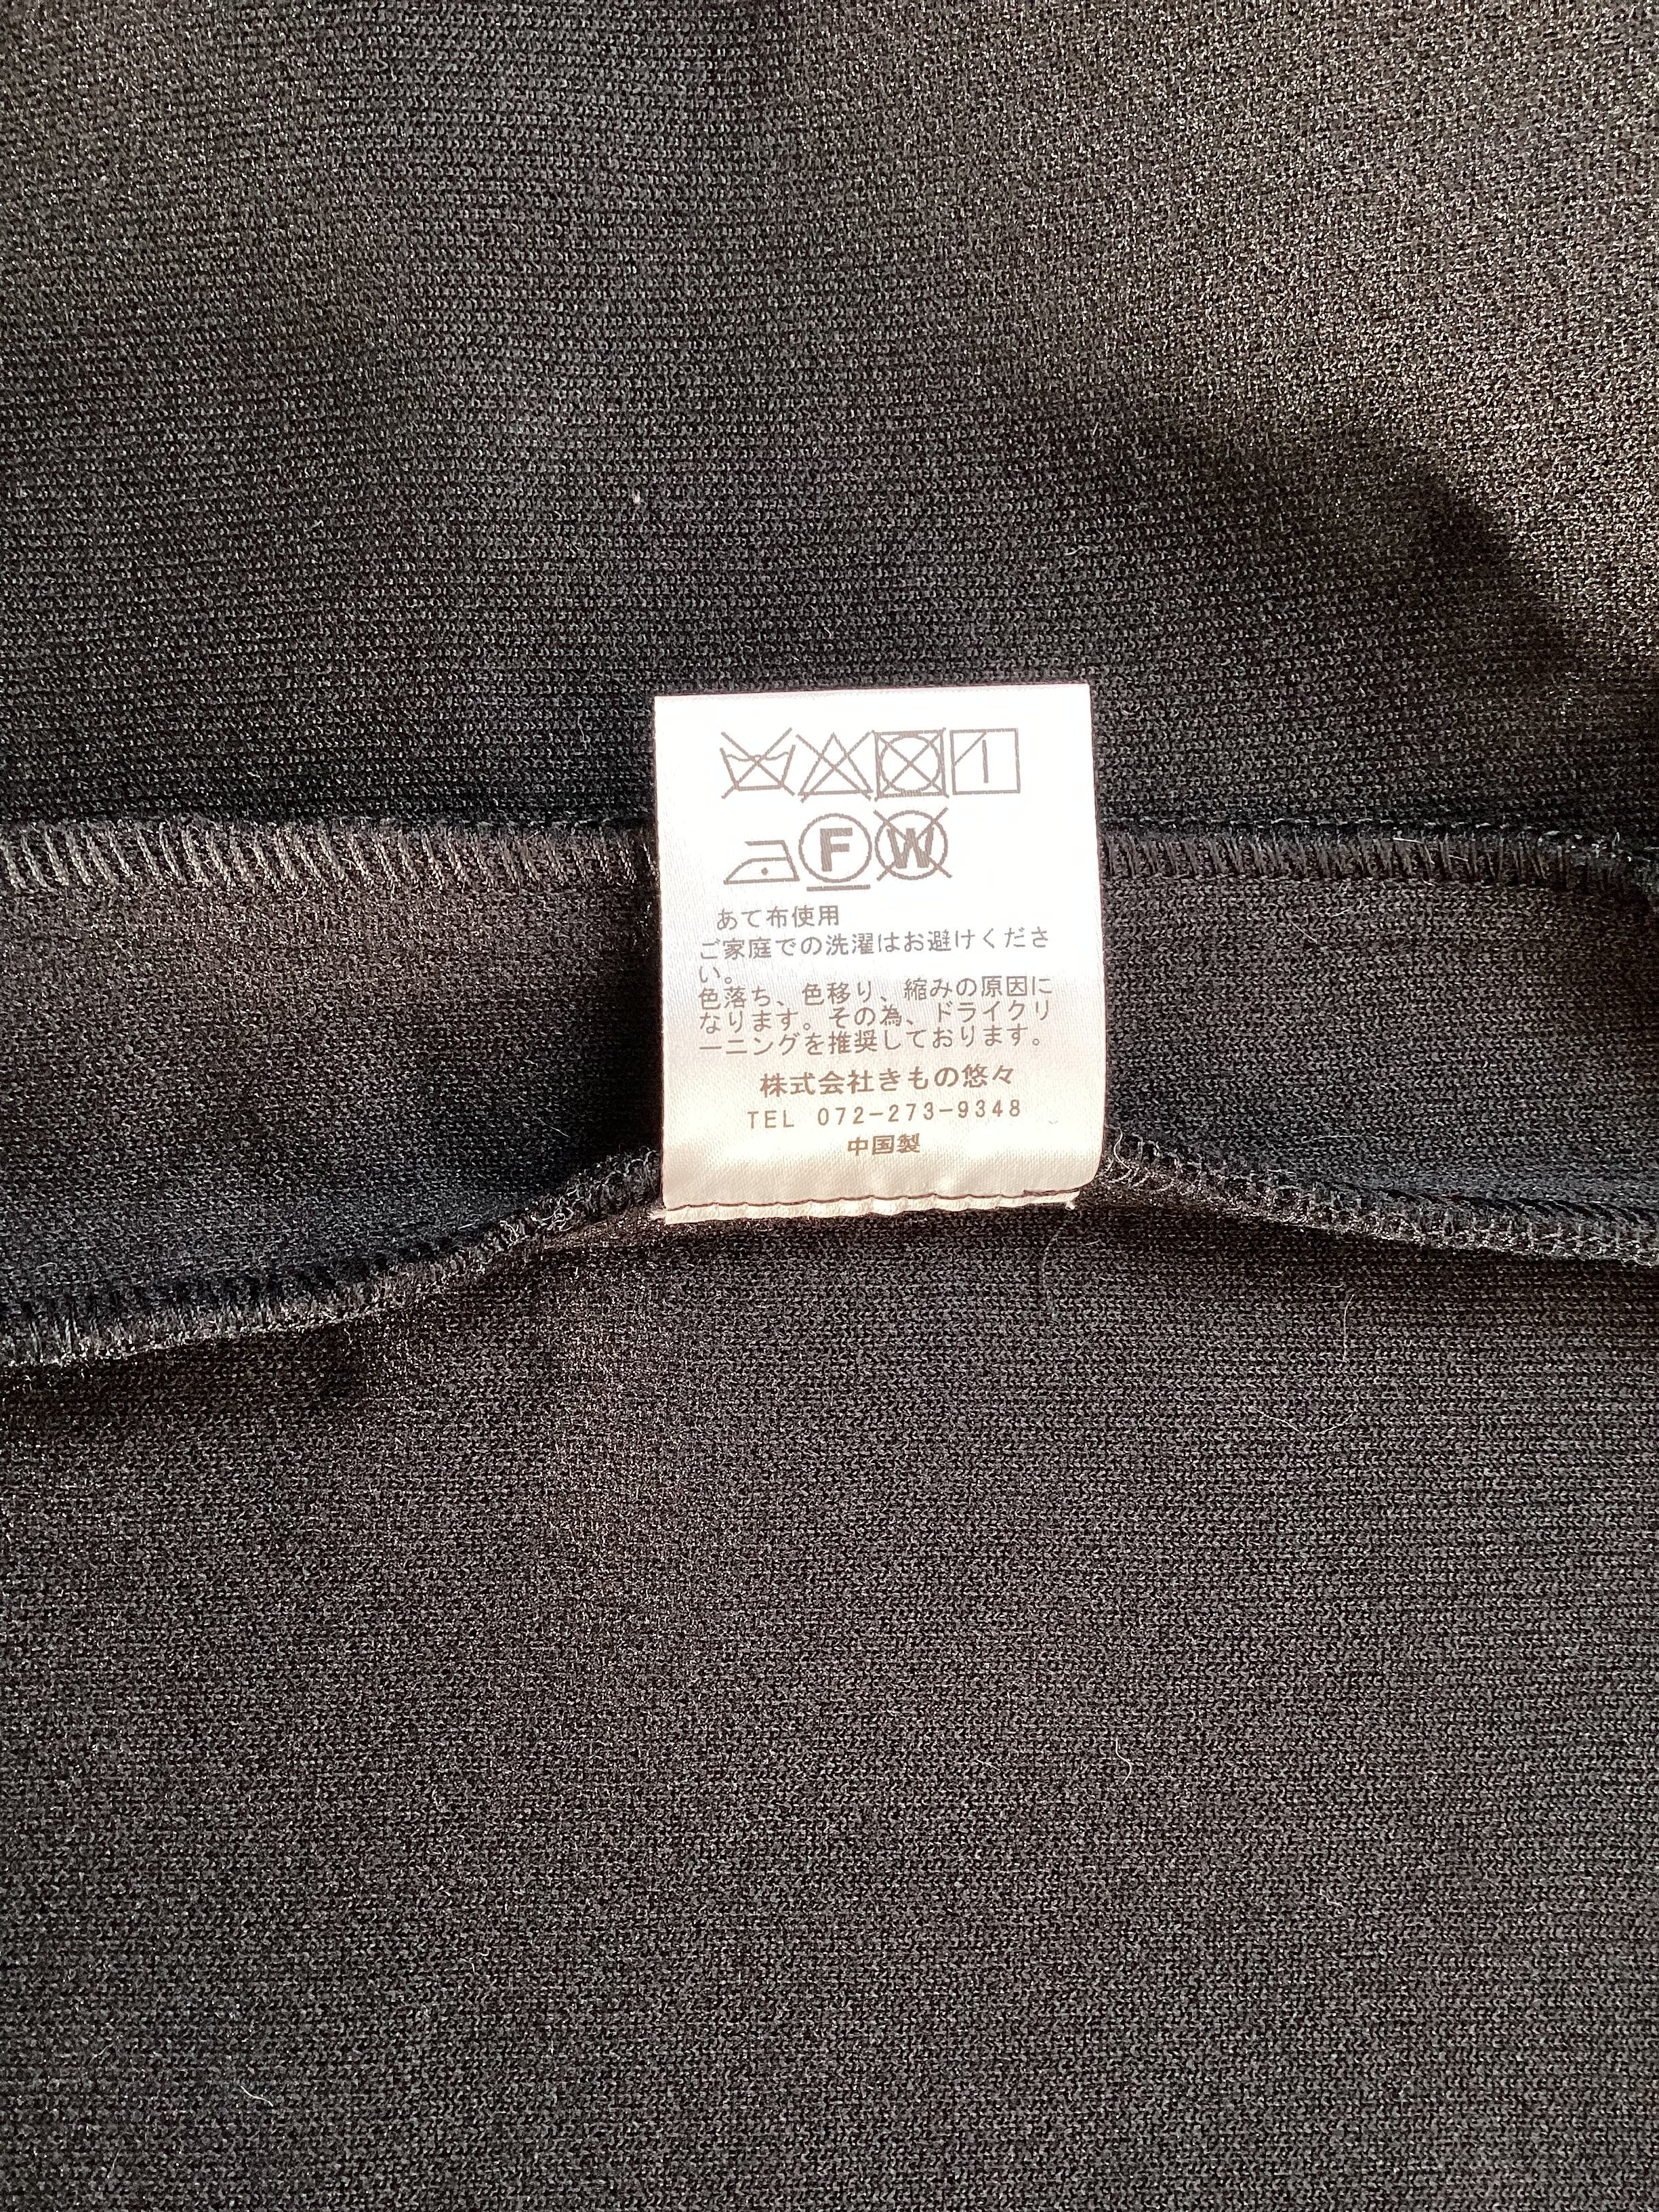 F W
あて布使用
ご家庭での洗濯はお避けくださ
い。
色落ち、色移り、縮みの原因に
なります。その為、ドライクリ
ーニングを推奨しております。
株式会社きもの悠々
TEL 072-273-9348
中国製